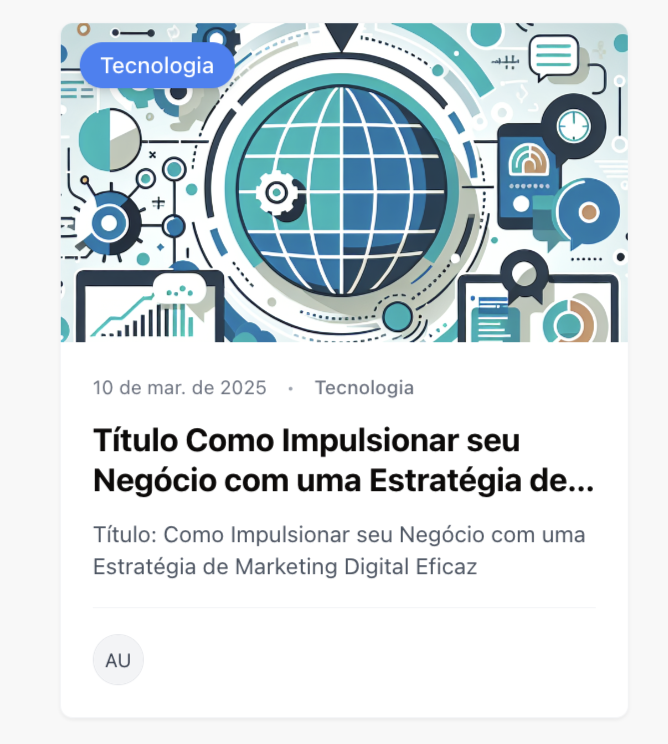 Tecnologia
10 de mar. de 2025 • Tecnologia
Título Como Impulsionar seu
Negócio com uma Estratégia de...
Título: Como Impulsionar seu Negócio com uma
Estratégia de Marketing Digital Eficaz
AU